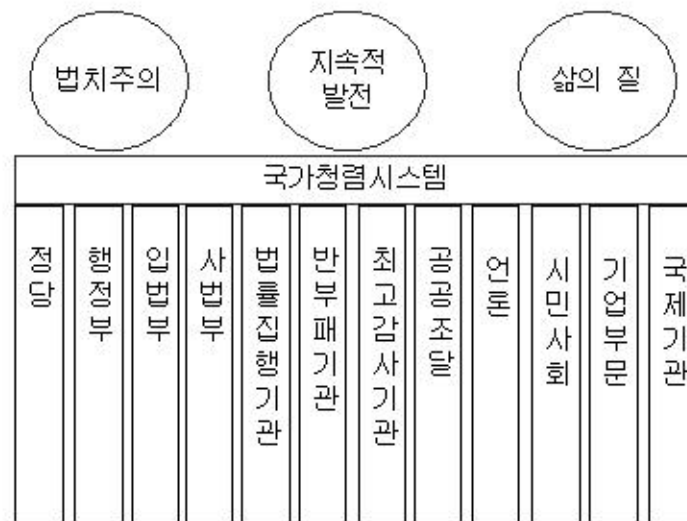 법치주의
지속적
발전
삶의 질
국가청렴시스템
정당
행정부
입법부
사법부
법률집행기관
반부패기관
최고감사기관
공공조달
언론
시민사회
기업부문
국제기관